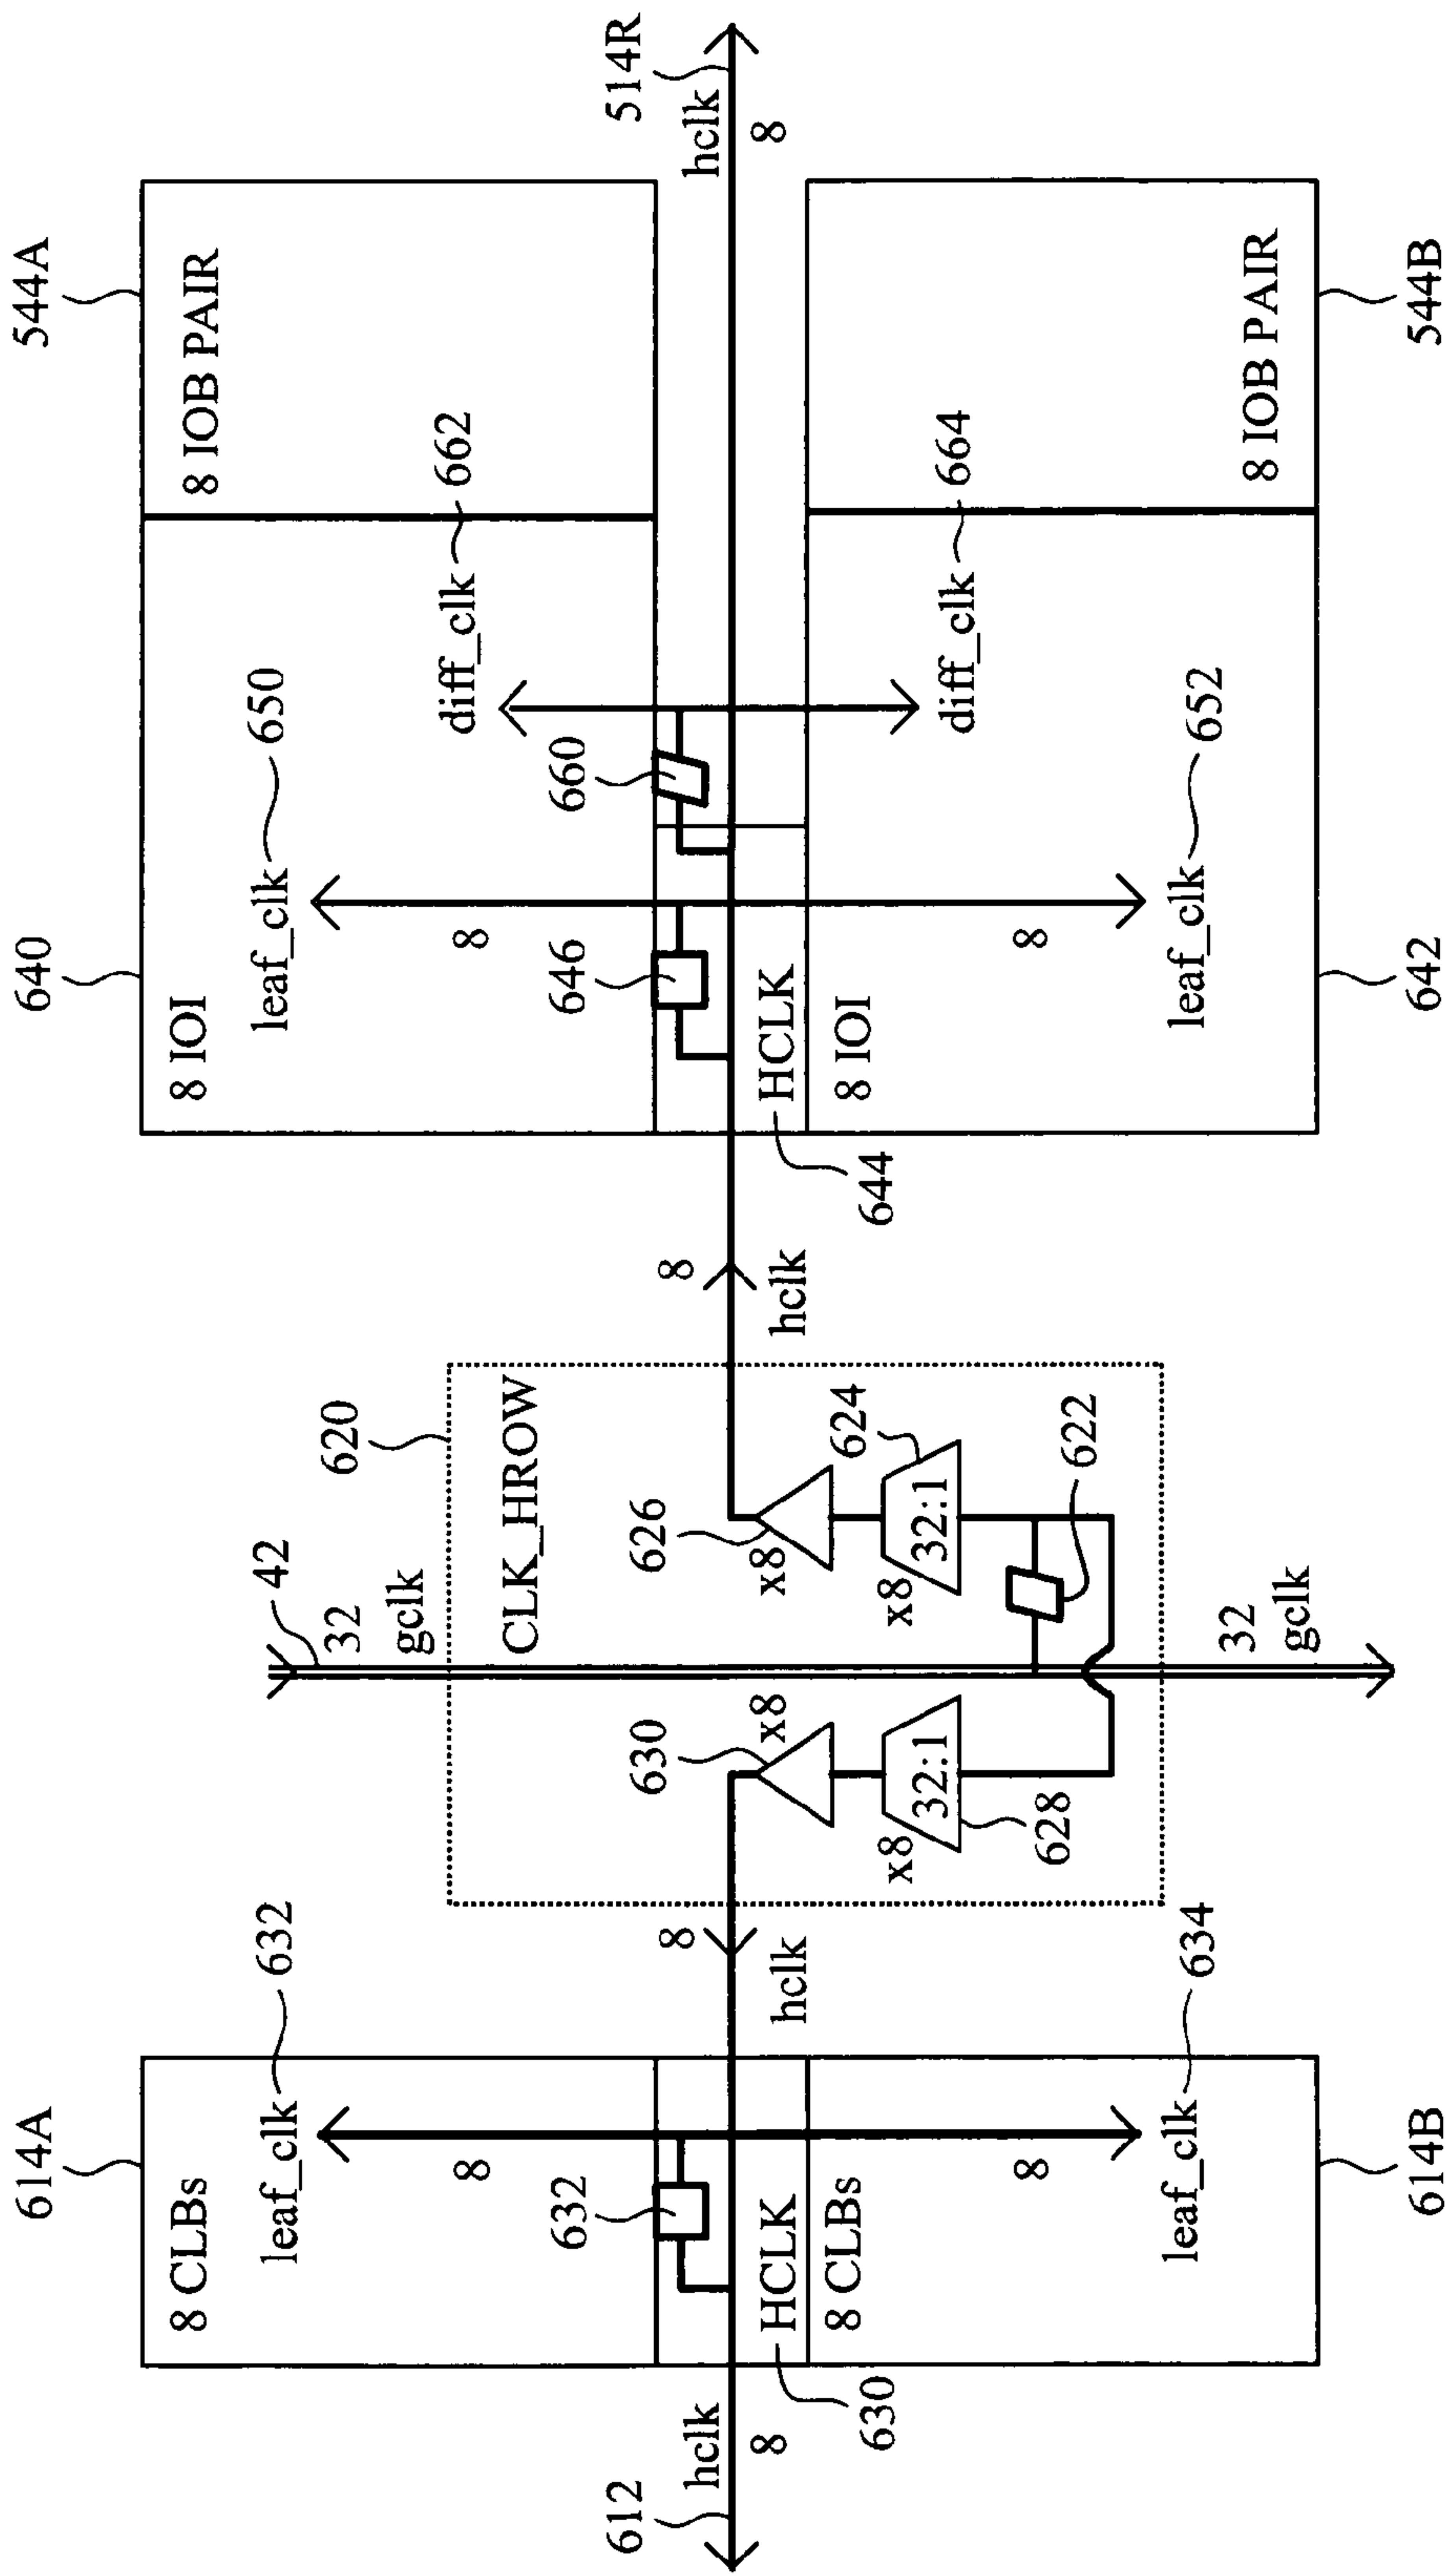 614A
640
544A
8 CLBs
8 IOI
8 IOB PAIR
leaf_clk 632
42
leaf_clk 650
32
gclk
620
8
8
diff_clk 662
CLK_HROW
632
646
660
612
630
626
514R
hclk
8
8
hclk
8
HCLK
hclk
x8
x8
hclk
HCLK
8
630
8 CLBs
624
644
8 IOI
x8
32:1
x8
32:1
diff_clk 664
8
628
622
8
leaf_clk 634
32
gclk
leaf_clk 652
8 IOB PAIR
614B
642
544B